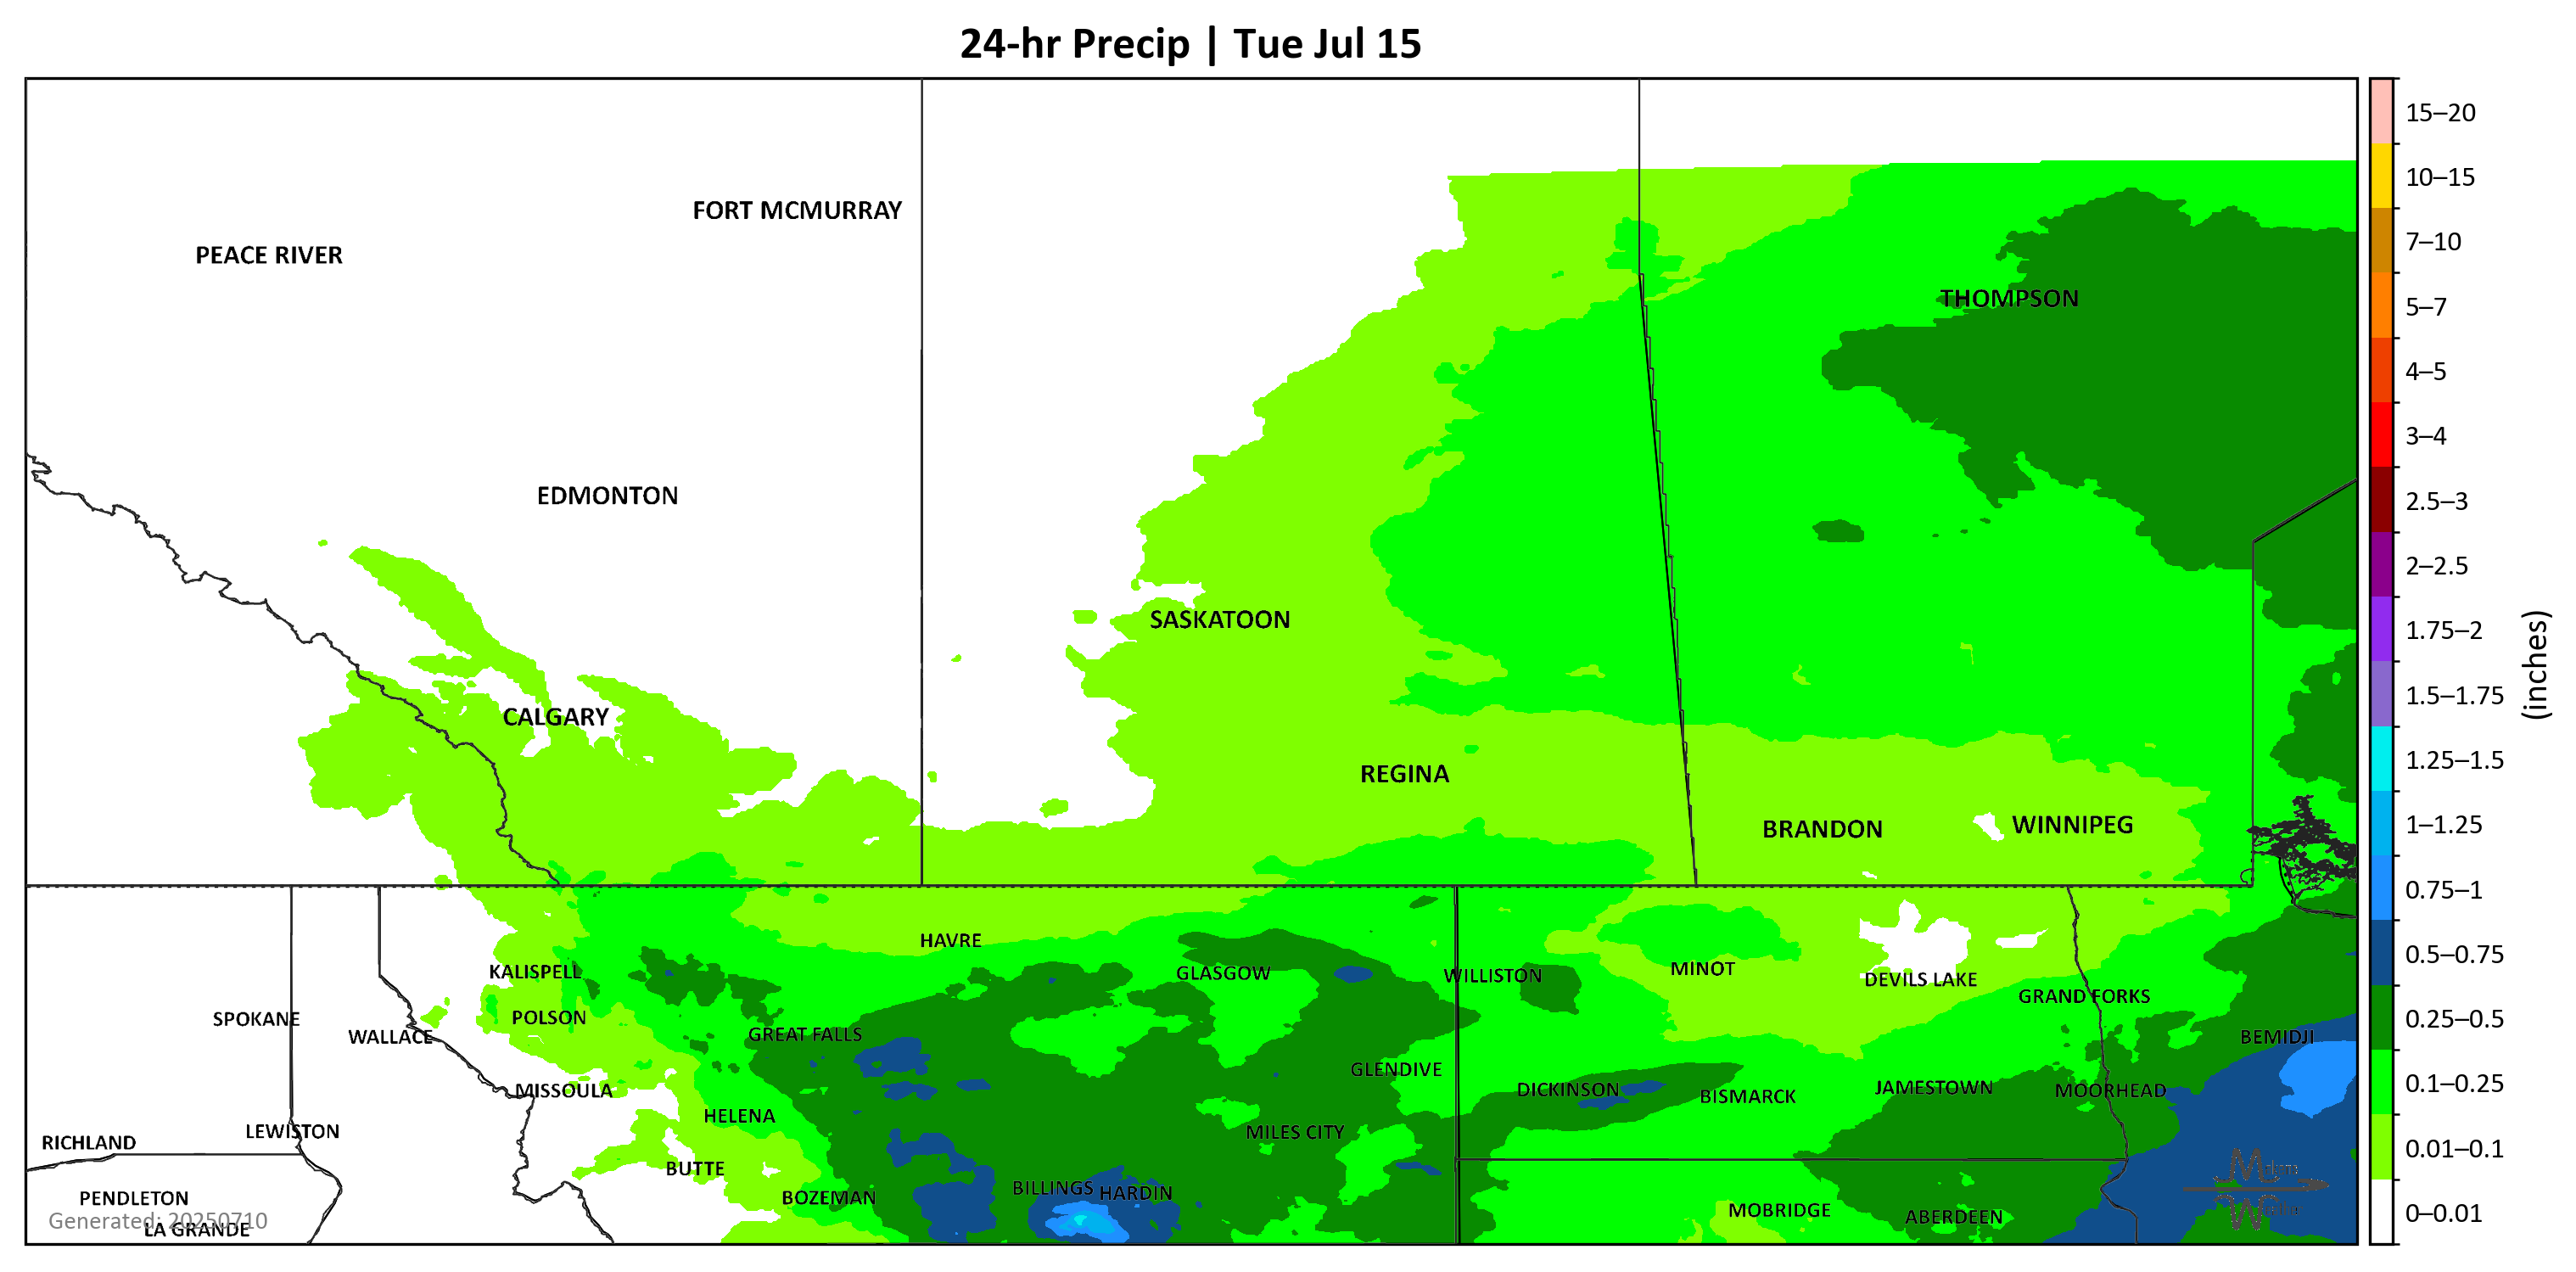 24-hr Precip | Tue Jul 15
15–20
10–15
FORT MCMURRAY
7–10
PEACE RIVER
THOMPSON
5–7
4–5
3–4
EDMONTON
2.5–3
2–2.5
SASKATOON
1.75–2
(inches)
1.5–1.75
CALGARY
1.25–1.5
REGINA
BRANDON
WINNIPEG
1–1.25
0.75–1
HAVRE
0.5–0.75
KALISPELL
GLASGOW
WILLISTON
MINOT
DEVILS LAKE
GRAND FORKS
SPOKANE
POLSON
0.25–0.5
WALLACE
GREAT FALLS
BEMIDJI
GLENDIVE
MISSOULA
DICKINSON
BISMARCK
JAMESTOWN
MOORHEAD
0.1–0.25
HELENA
RICHLAND
LEWISTON
MILES CITY
0.01–0.1
BUTTE
PENDLETON
BOZEMAN
BILLINGS
HARDIN
MOBRIDGE
ABERDEEN
0–0.01
Generated: 20250710
LA GRANDE